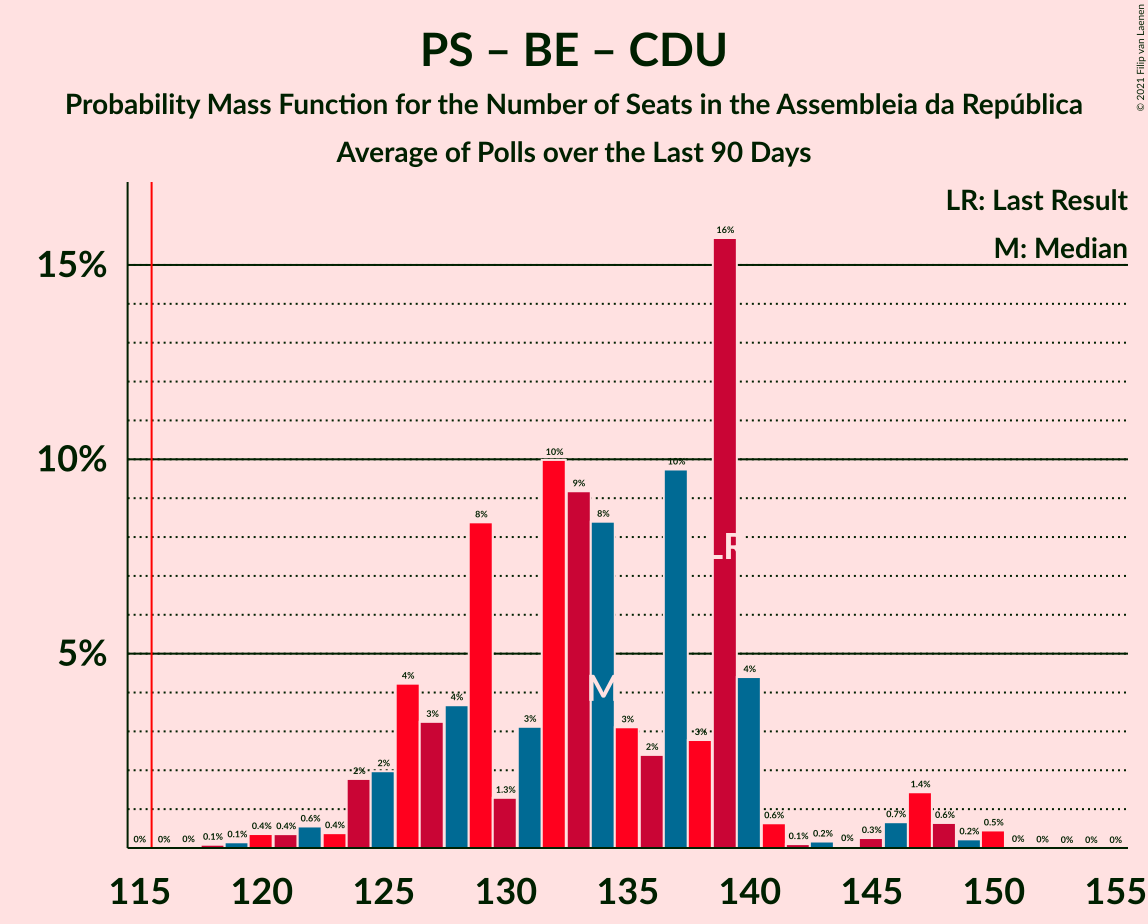 PS – BE – CDU
Probability Mass Function for the Number of Seats in the Assembleia da República
Average of Polls over the Last 90 Days
© 2021 Filip van Laenen
LR: Last Result
M: Median
15%
10%
5%
0% 0% 0% 0.1% 0.1% 0.4% 0.4% 0.6% 0.4% 2% 2% 4% 3% 4% 8% 1.3% 3% 10% 9% 8% 3% 2% 10% 3% 16% 4% 0.6% 0.1% 0.2% 0% 0.3% 0.7% 1.4% 0.6% 0.2% 0.5% 0% 0% 0% 0% 0%
M
LR
115 120 125 130 135 140 145 150 155